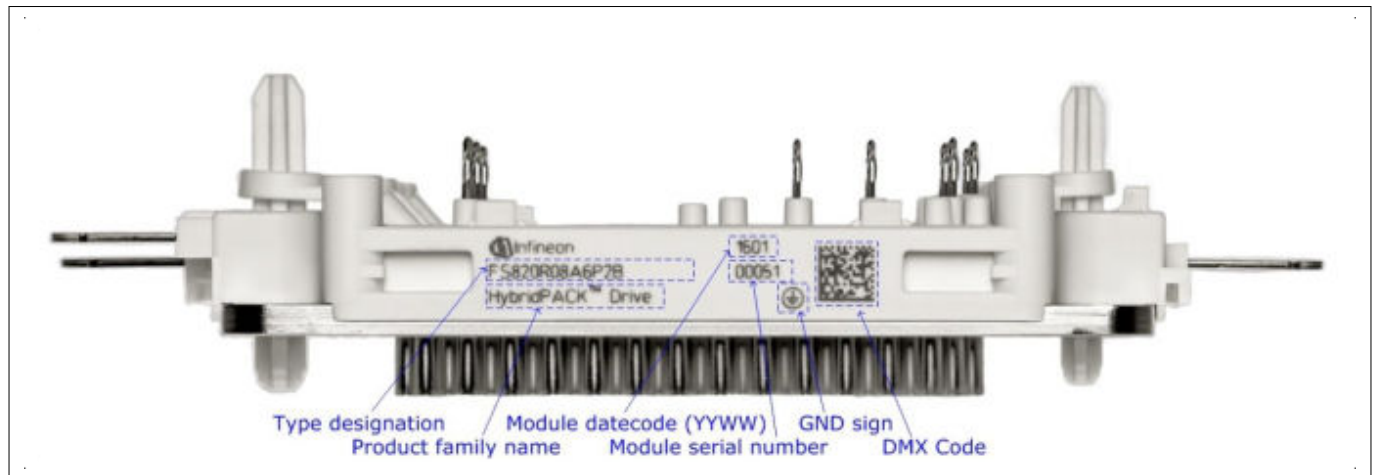 infineon
1601
FS820R08A6P2B
00051
HybridPACK™ Drive
Type designation
Module datecode (YYWW)
GND sign
Product family name
Module serial number
DMX Code